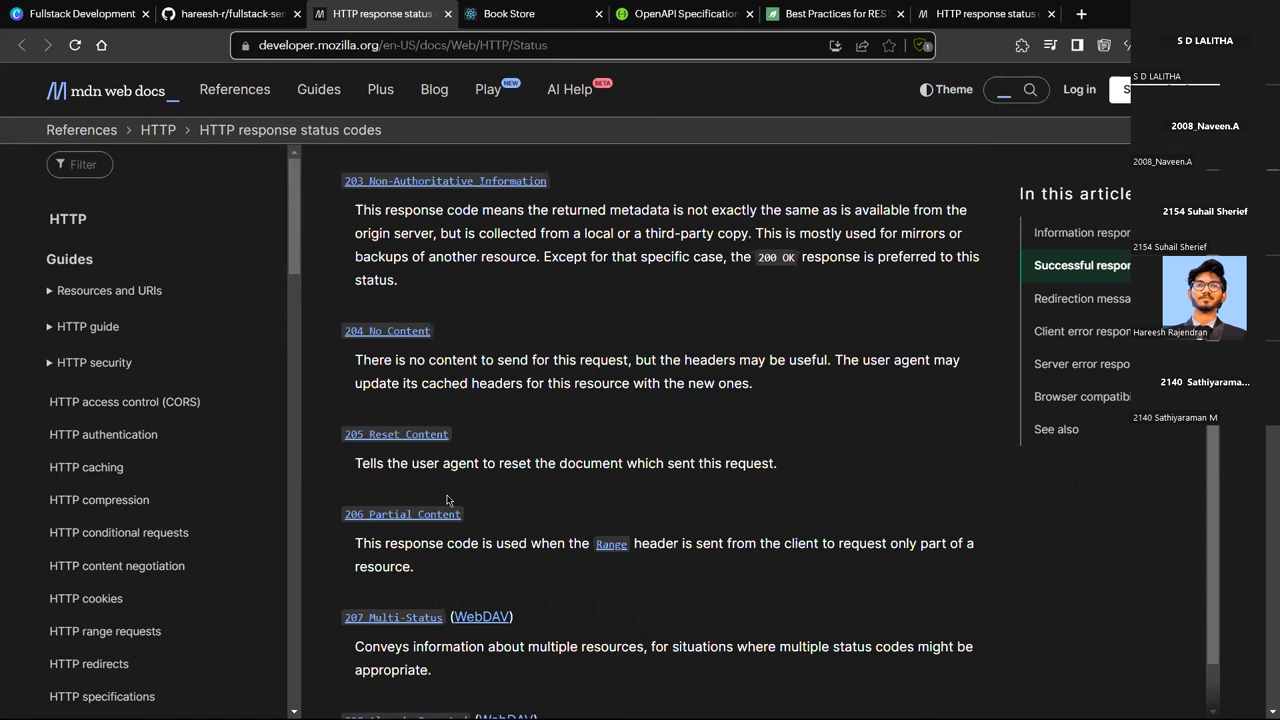 Fullstack Development
hareesh-r/fullstack-ser
HTTP response status
Book Store
OpenAPI Specification
Best Practices for RES
HTTP response status
developer.mozilla.org/en-US/docs/Web/HTTP/Status
1
mdn web docs
References
Guides
Plus
Blog
Play
NEW
AI Help
BETA
Theme
Log in
S
References
HTTP
HTTP response status codes
Filter
HTTP
Guides
Resources and URIs
HTTP guide
HTTP security
HTTP access control (CORS)
HTTP authentication
HTTP caching
HTTP compression
HTTP conditional requests
HTTP content negotiation
HTTP cookies
HTTP range requests
HTTP redirects
HTTP specifications
203 Non-Authoritative Information
This response code means the returned metadata is not exactly the same as is available from the
origin server, but is collected from a local or a third-party copy. This is mostly used for mirrors or
backups of another resource. Except for that specific case, the 200 OK response is preferred to this
status.
204 No Content
There is no content to send for this request, but the headers may be useful. The user agent may
update its cached headers for this resource with the new ones.
205 Reset Content
Tells the user agent to reset the document which sent this request.
206 Partial Content
This response code is used when the Range header is sent from the client to request only part of a
resource.
207 Multi-Status (WebDAV)
Conveys information about multiple resources, for situations where multiple status codes might be
appropriate.
In this article
Information respor
Successful respor
Redirection messa
Client error respor
Server error respo
Browser compatibi
See also
S D LALITHA
S D LALITHA
2008_Naveen.A
2008_Naveen.A
2154 Suhail Sherief
2154 Suhail Sherief
Hareesh Rajendran
2140 Sathiyarama...
2140 Sathiyaraman M